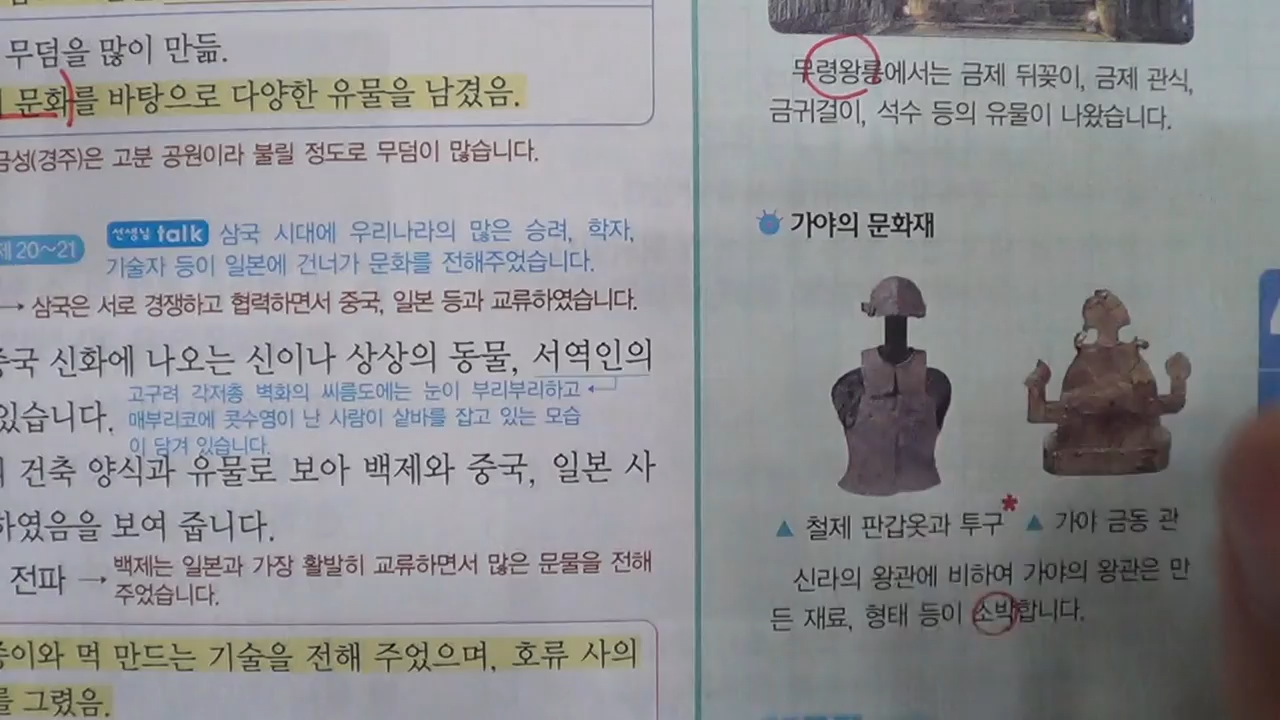 무덤을 많이 만듦.
문화를 바탕으로 다양한 유물을 남겼음.
금성(경주)은 고분 공원이라 불릴 정도로 무덤이 많습니다.
제 20~21
선생님 talk 삼국 시대에 우리나라의 많은 승려, 학자,
기술자 등이 일본에 건너가 문화를 전해주었습니다.
→ 삼국은 서로 경쟁하고 협력하면서 중국, 일본 등과 교류하였습니다.
중국 신화에 나오는 신이나 상상의 동물, 서역인의
고구려 각저총 벽화의 씨름도에는 눈이 부리부리하고
있습니다. 매부리코에 콧수염이 난 사람이 샅바를 잡고 있는 모습
이 담겨 있습니다.
건축 양식과 유물로 보아 백제와 중국, 일본 사
하였음을 보여 줍니다.
전파 → 백제는 일본과 가장 활발히 교류하면서 많은 문물을 전해
주었습니다.
종이와 먹 만드는 기술을 전해 주었으며, 호류 사의
를 그렸음.
무령왕릉에서는 금제 뒤꽂이, 금제 관식,
금귀걸이, 석수 등의 유물이 나왔습니다.
가야의 문화재
▲ 철제 판갑옷과 투구* ▲ 가야 금동 관
신라의 왕관에 비하여 가야의 왕관은 만
든 재료, 형태 등이 소박합니다.